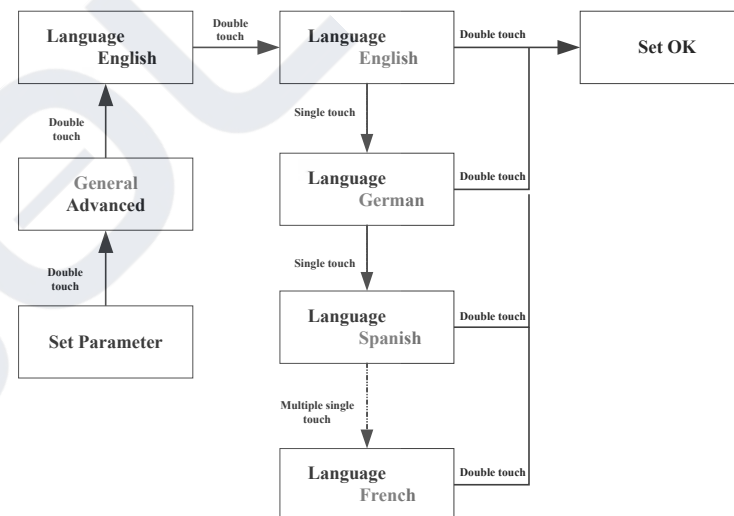 Language
English
Double
touch
Language
English
Double touch
Set OK
Double
touch
Single touch
General
Advanced
Language
German
Double touch
Double
touch
Single touch
Set Parameter
Language
Spanish
Double touch
Multiple single
touch
Language
French
Double touch